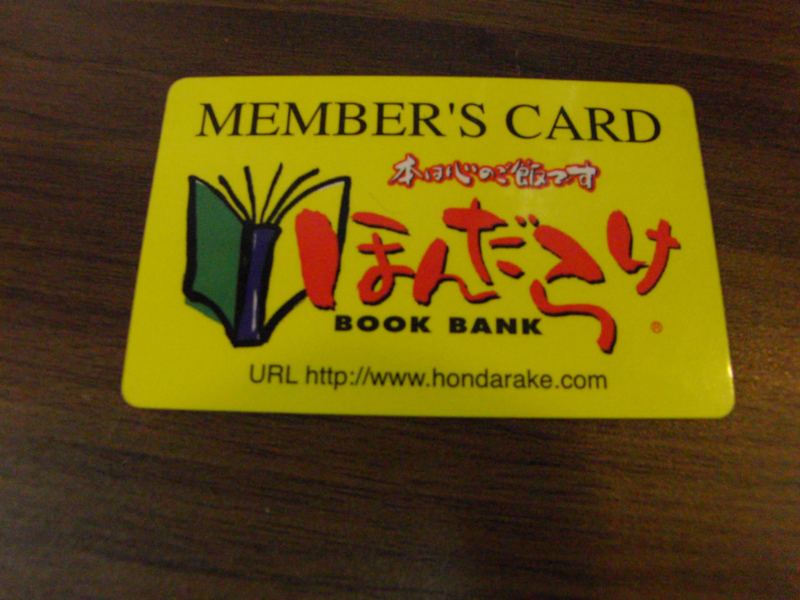 MEMBER'S CARD
本は心のご飯です
ほんだらけ
BOOK BANK
®
URL http://www.hondarake.com